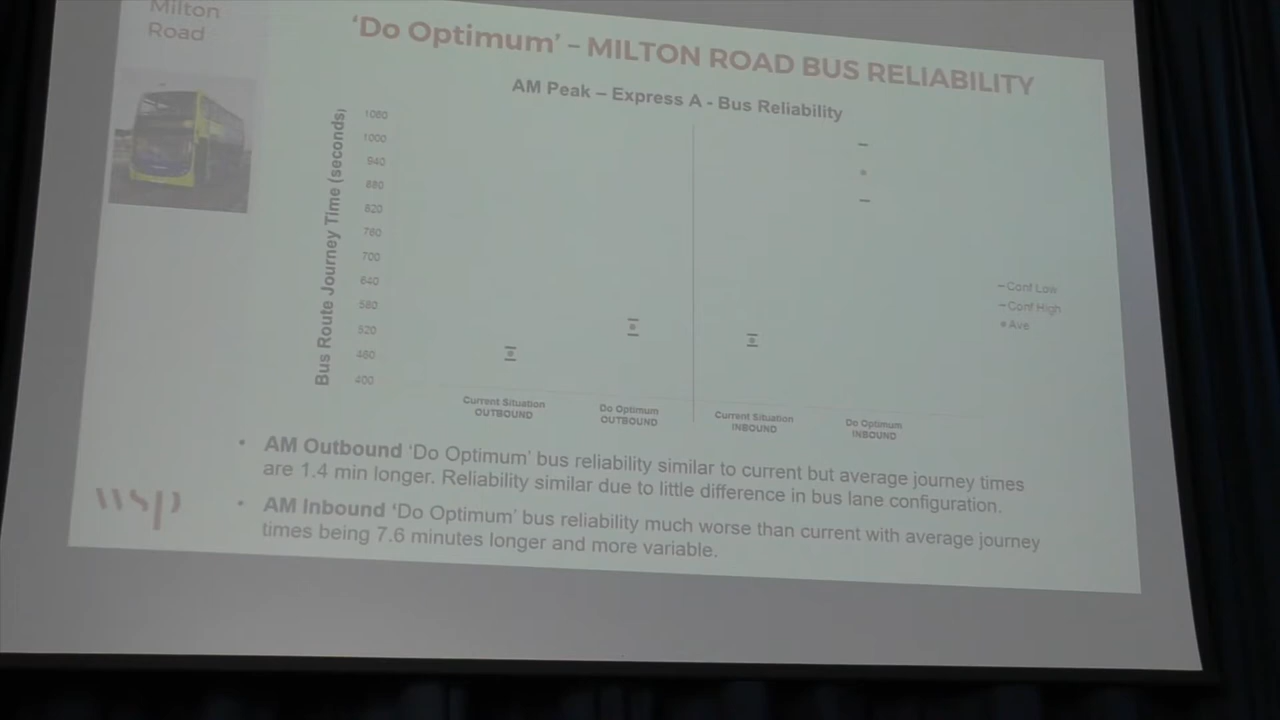 Milton
Road
'Do Optimum' – MILTON ROAD BUS RELIABILITY
AM Peak – Express A - Bus Reliability
Bus Route Journey Time (seconds)
1060
1000
940
880
820
760
700
640
580
520
460
400
Conf Low
Conf High
Ave
Current Situation
OUTBOUND
Do Optimum
OUTBOUND
Current Situation
INBOUND
Do Optimum
INBOUND
• AM Outbound 'Do Optimum' bus reliability similar to current but average journey times
are 1.4 min longer. Reliability similar due to little difference in bus lane configuration.
• AM Inbound 'Do Optimum' bus reliability much worse than current with average journey
times being 7.6 minutes longer and more variable.
wsp